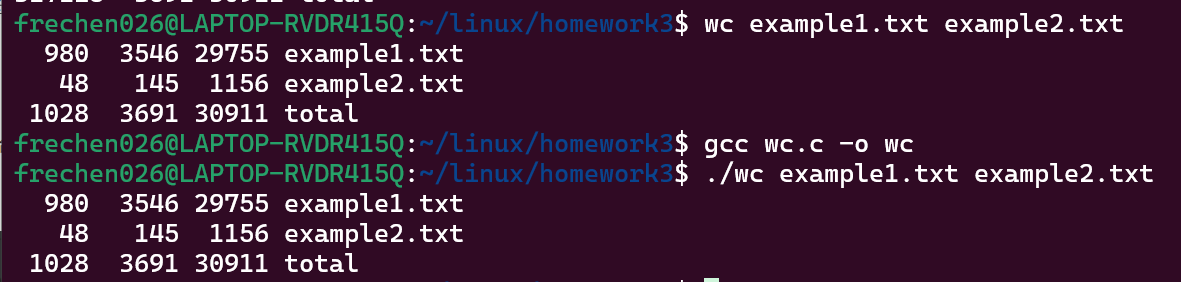 frechen026@LAPTOP-RVDR415Q:~/linux/homework3$ wc example1.txt example2.txt
  980  3546 29755 example1.txt
   48   145  1156 example2.txt
 1028  3691 30911 total
frechen026@LAPTOP-RVDR415Q:~/linux/homework3$ gcc wc.c -o wc
frechen026@LAPTOP-RVDR415Q:~/linux/homework3$ ./wc example1.txt example2.txt
  980  3546 29755 example1.txt
   48   145  1156 example2.txt
 1028  3691 30911 total